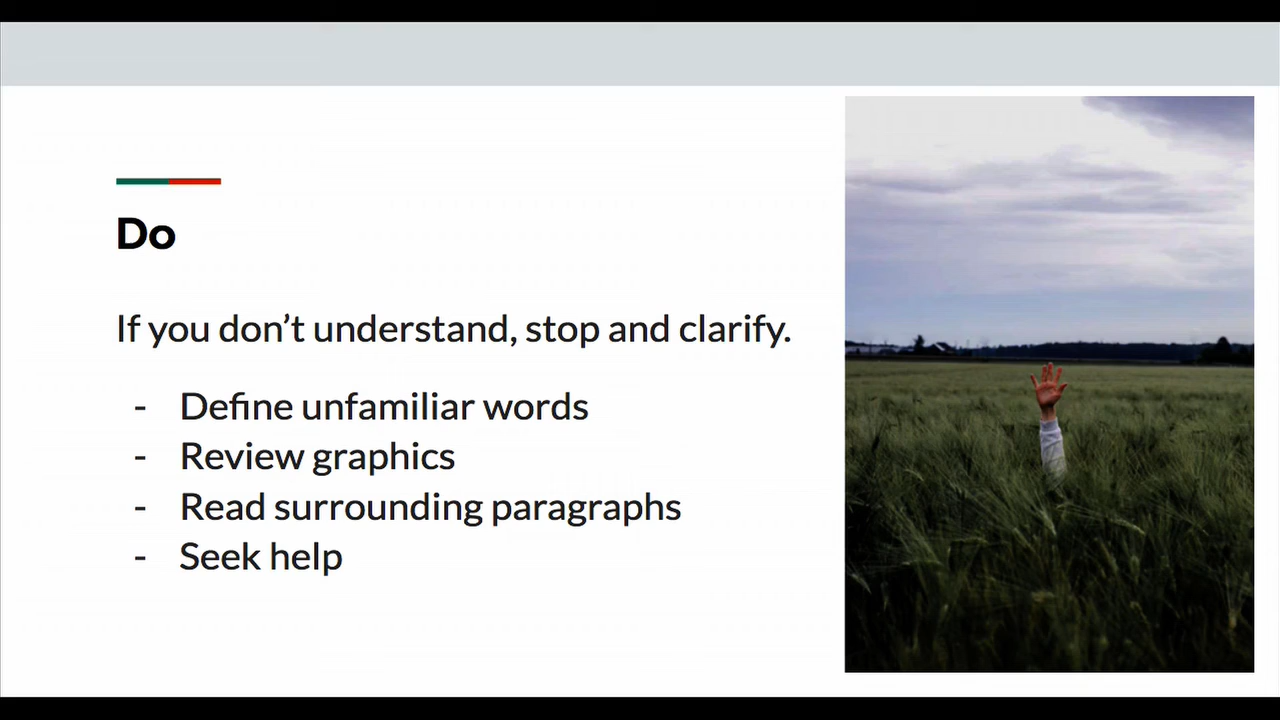 Do
If you don’t understand, stop and clarify.
- Define unfamiliar words
- Review graphics
- Read surrounding paragraphs
- Seek help